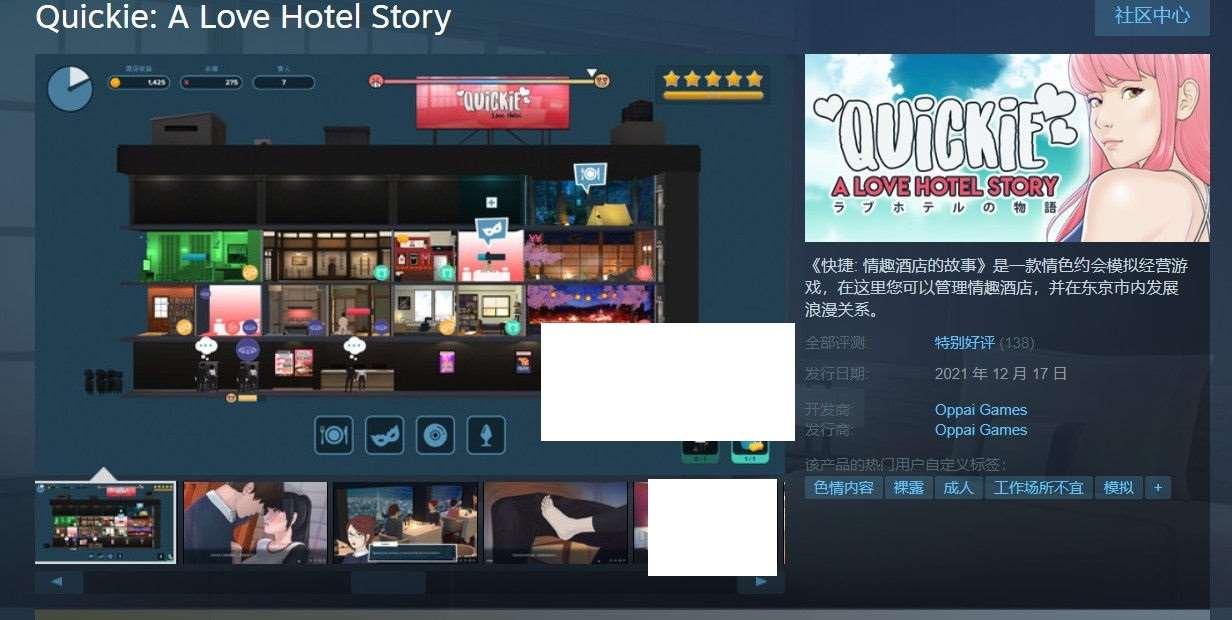 Quickie: A Love Hotel Story
社区中心
1,425
275
7
QUiCKiE
Love Hotel
QUiCKiE
A LOVE HOTEL STORY
ラブホテルの物語
《快捷: 情趣酒店的故事》是一款情色约会模拟经营游
戏，在这里您可以管理情趣酒店，并在东京市内发展
浪漫关系。
全部评测:
特别好评 (138)
发行日期:
2021 年 12 月 17 日
开发商:
Oppai Games
发行商:
Oppai Games
该产品的热门用户自定义标签：
色情内容
裸露
成人
工作场所不宜
模拟
+
1/1